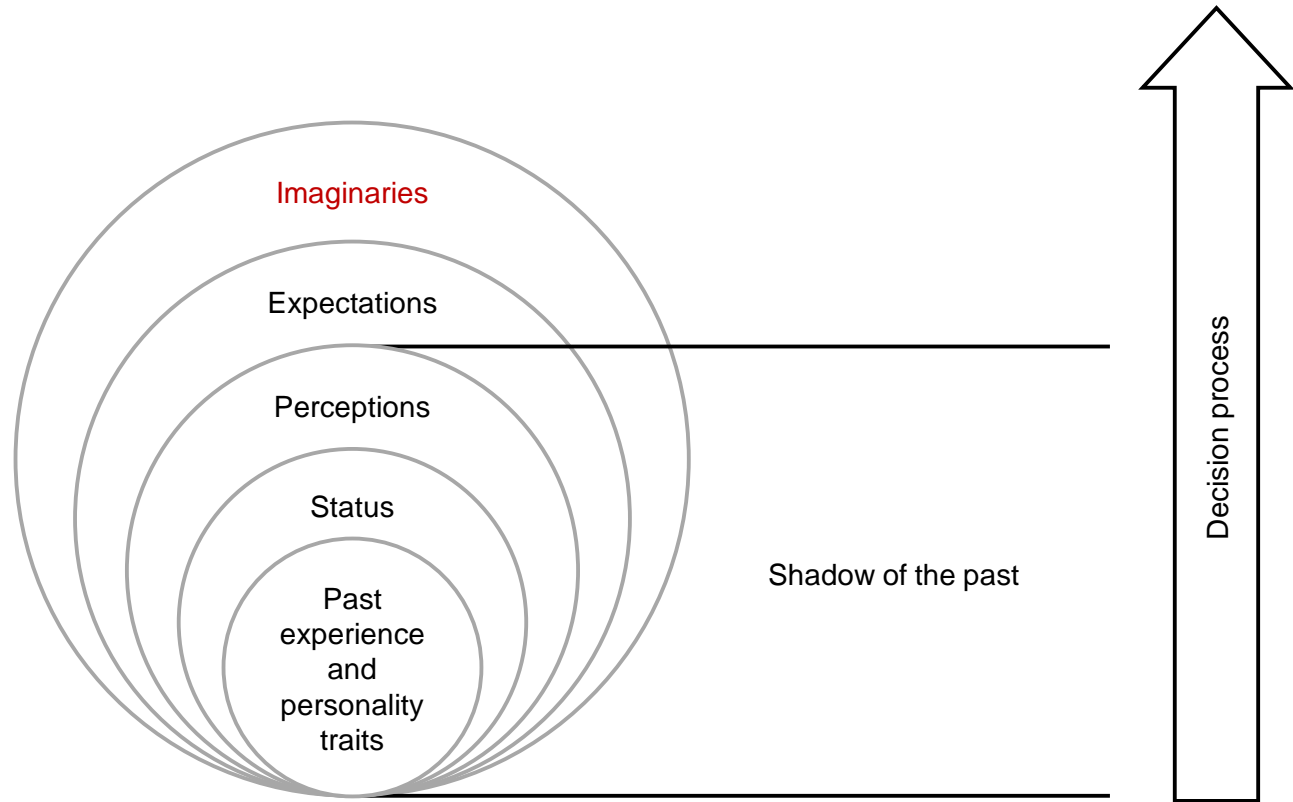 Imaginaries
Expectations
Perceptions
Status
Past
experience
and
personality
traits
Shadow of the past
Decision process